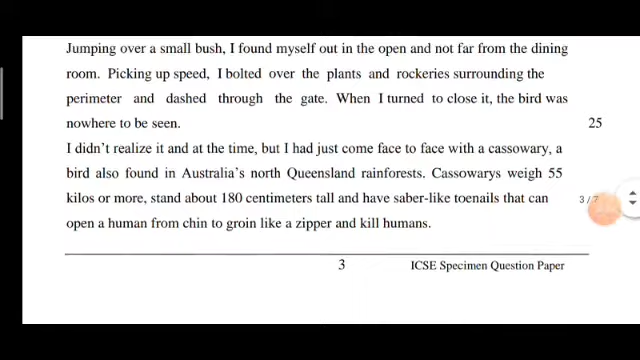 Jumping over a small bush, I found myself out in the open and not far from the dining
room. Picking up speed, I bolted over the plants and rockeries surrounding the
perimeter and dashed through the gate. When I turned to close it, the bird was
nowhere to be seen. 25
I didn't realize it and at the time, but I had just come face to face with a cassowary, a
bird also found in Australia's north Queensland rainforests. Cassowarys weigh 55
kilos or more, stand about 180 centimeters tall and have saber-like toenails that can 3/7
open a human from chin to groin like a zipper and kill humans.
3 ICSE Specimen Question Paper